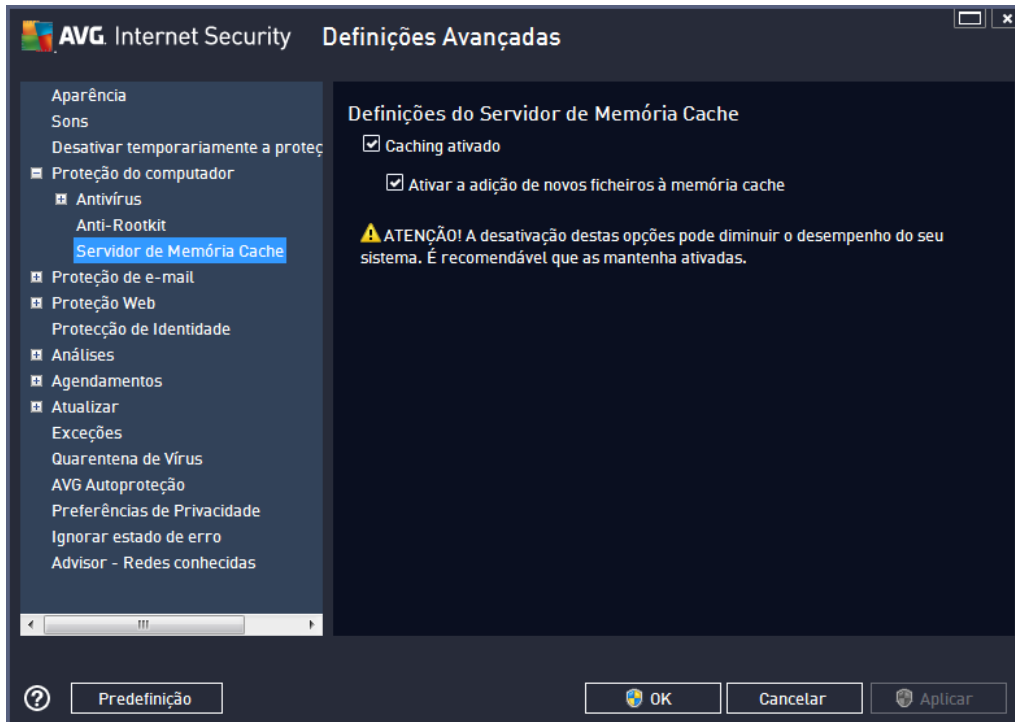 AVG. Internet Security Definições Avançadas
Aparência
Sons
Desativar temporariamente a proteç
Proteção do computador
Antivírus
Anti-Rootkit
Servidor de Memória Cache
Proteção de e-mail
Proteção Web
Protecção de Identidade
Análises
Agendamentos
Atualizar
Exceções
Quarentena de Vírus
AVG Autoproteção
Preferências de Privacidade
Ignorar estado de erro
Advisor - Redes conhecidas
Definições do Servidor de Memória Cache
Caching ativado
Ativar a adição de novos ficheiros à memória cache
ATENÇÃO! A desativação destas opções pode diminuir o desempenho do seu
sistema. É recomendável que as mantenha ativadas.
? Predefinição OK Cancelar Aplicar